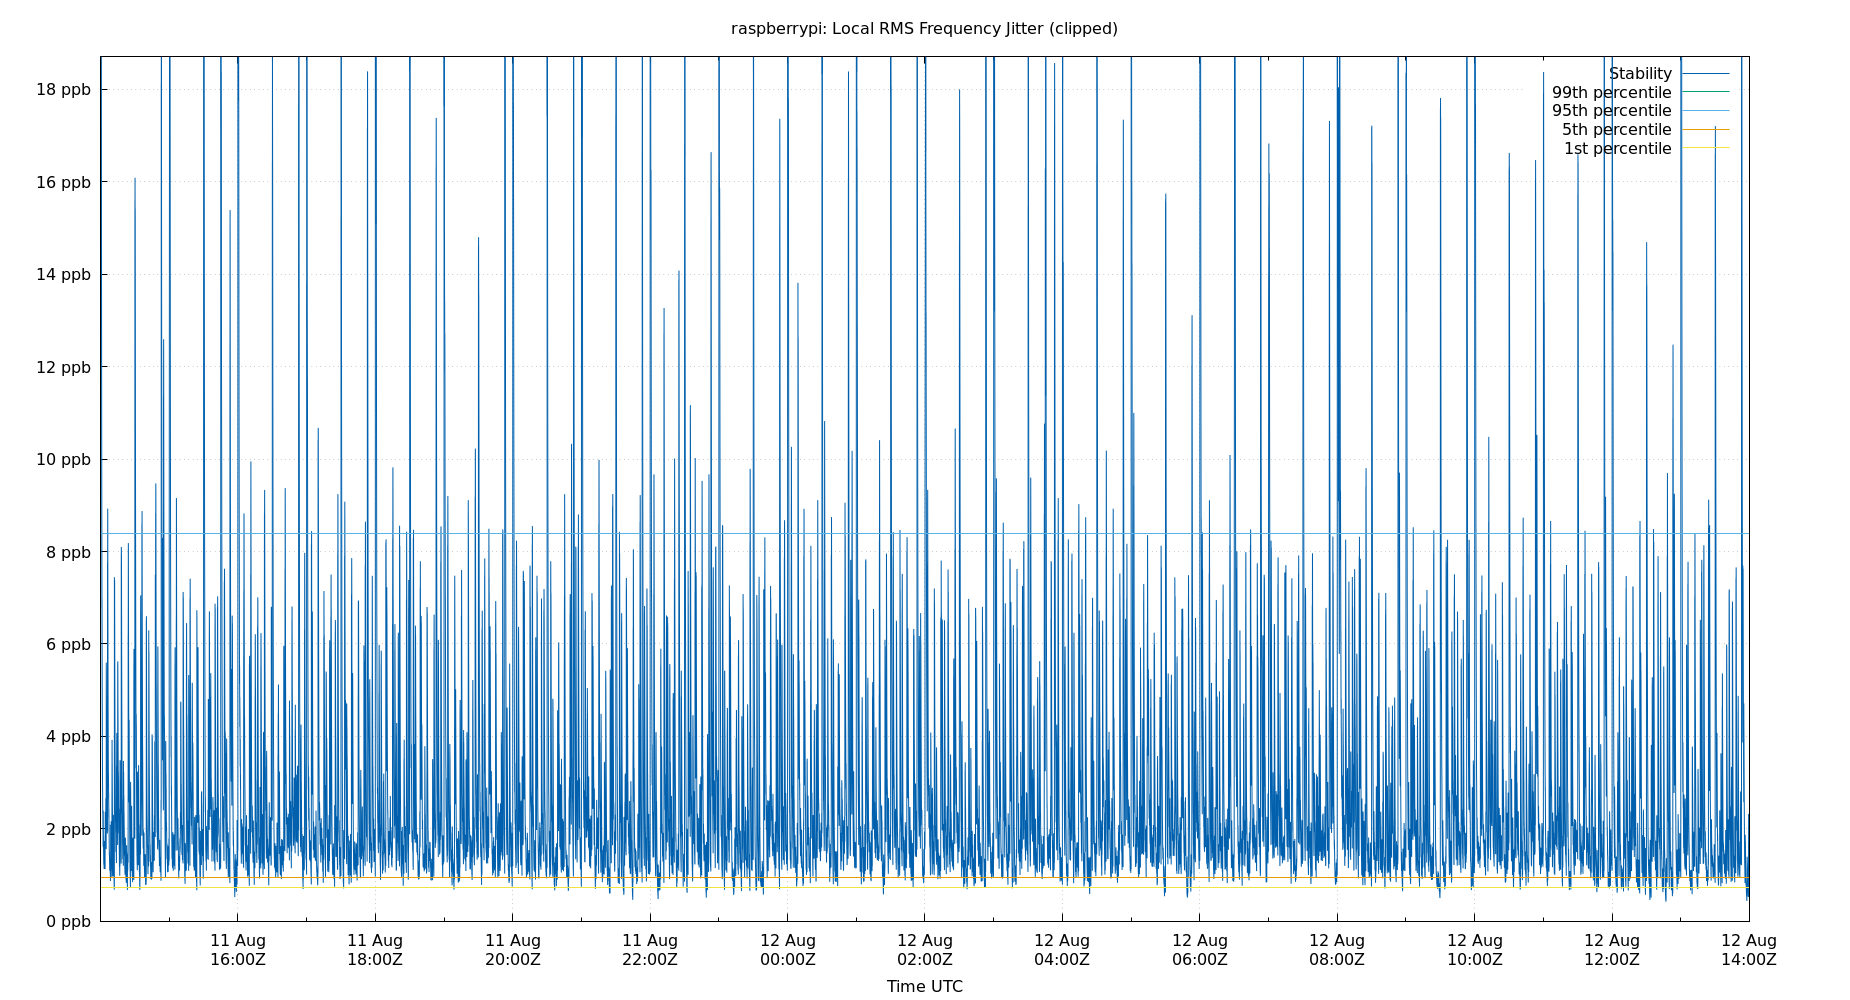 raspberrypi: Local RMS Frequency Jitter (clipped)
18 ppb
16 ppb
14 ppb
12 ppb
10 ppb
8 ppb
6 ppb
4 ppb
2 ppb
0 ppb
Stability
99th percentile
95th percentile
5th percentile
1st percentile
11 Aug 11 Aug 11 Aug 11 Aug 12 Aug 12 Aug 12 Aug 12 Aug 12 Aug 12 Aug 12 Aug 12 Aug
16:00Z 18:00Z 20:00Z 22:00Z 00:00Z 02:00Z 04:00Z 06:00Z 08:00Z 10:00Z 12:00Z 14:00Z
Time UTC